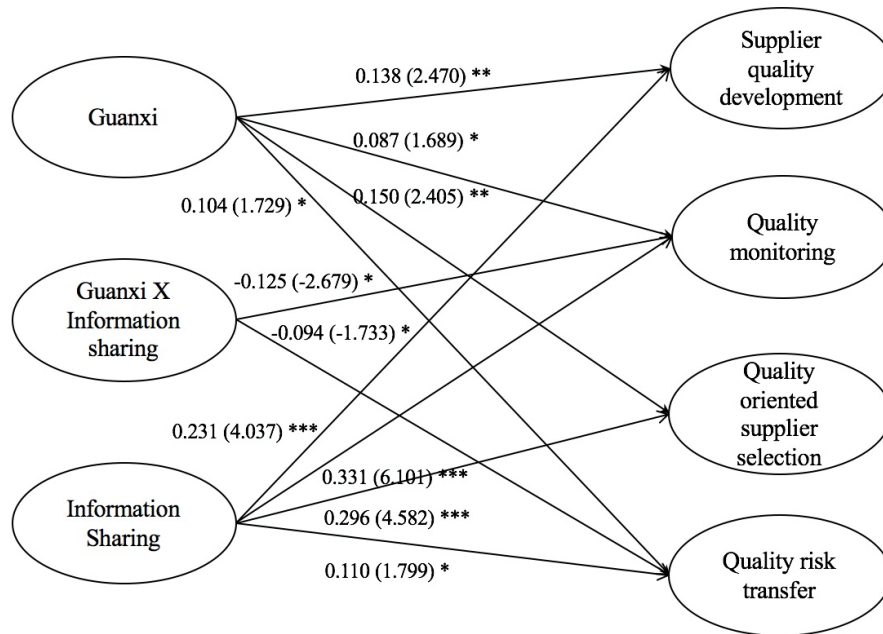 Supplier
quality
development
0.138 (2.470) **
Guanxi
0.087 (1.689) *
0.150 (2.405) **
0.104 (1.729) *
Quality
monitoring
-0.125 (-2.679) *
Guanxi X
Information
sharing
-0.094 (-1.733) *
Quality
oriented
supplier
selection
0.231 (4.037) ***
0.331 (6.101) ***
Information
Sharing
0.296 (4.582) ***
0.110 (1.799) *
Quality risk
transfer